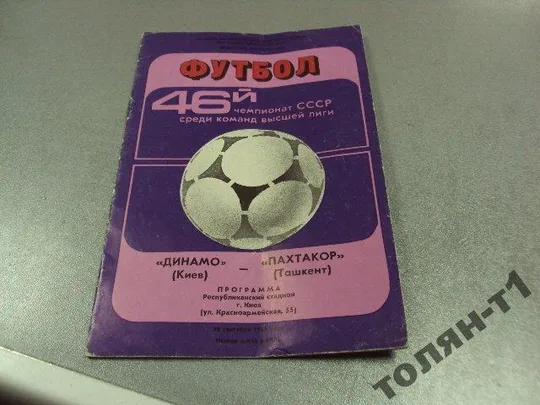 ФУТБОЛ
46й
чемпионат СССР
среди команд высшей лиги
«ДИНАМО» — «ПАХТАКОР»
(Киев) (Ташкент)
ПРОГРАММА
Республиканский стадион
г. Киев
(ул. Красноармейская, 55)
ТОЛЯН-Т1